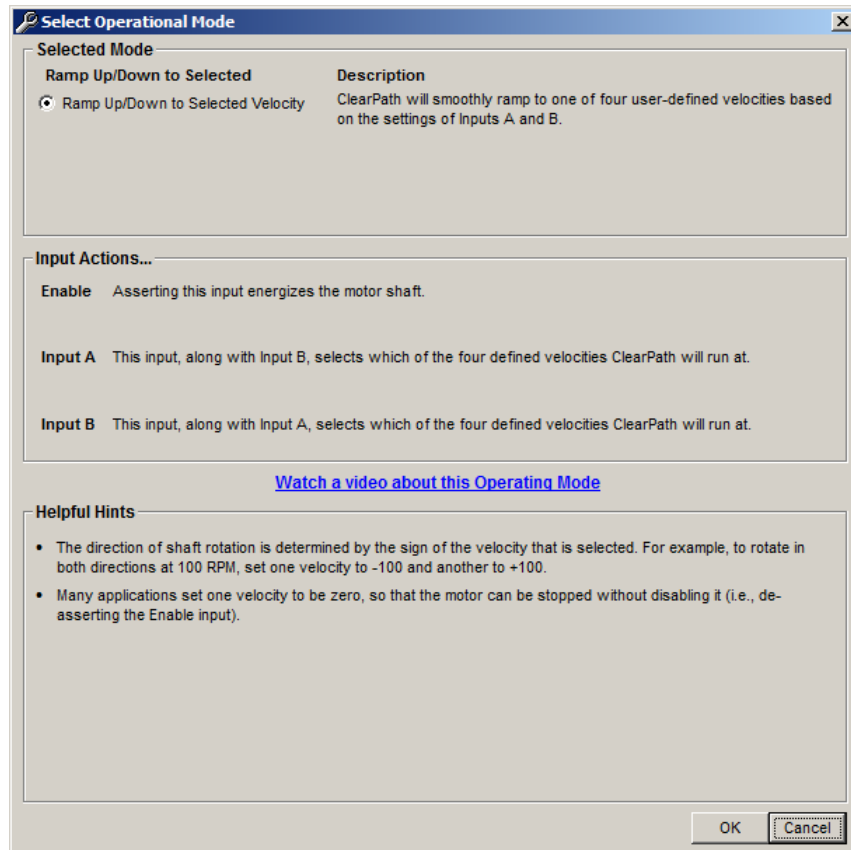 Select Operational Mode
Selected Mode
Ramp Up/Down to Selected
Description
Ramp Up/Down to Selected Velocity
ClearPath will smoothly ramp to one of four user-defined velocities based
on the settings of Inputs A and B.
Input Actions...
Enable Asserting this input energizes the motor shaft.
Input A This input, along with Input B, selects which of the four defined velocities ClearPath will run at.
Input B This input, along with Input A, selects which of the four defined velocities ClearPath will run at.
Watch a video about this Operating Mode
Helpful Hints
• The direction of shaft rotation is determined by the sign of the velocity that is selected. For example, to rotate in
both directions at 100 RPM, set one velocity to -100 and another to +100.
• Many applications set one velocity to be zero, so that the motor can be stopped without disabling it (i.e., de-
asserting the Enable input).
OK Cancel